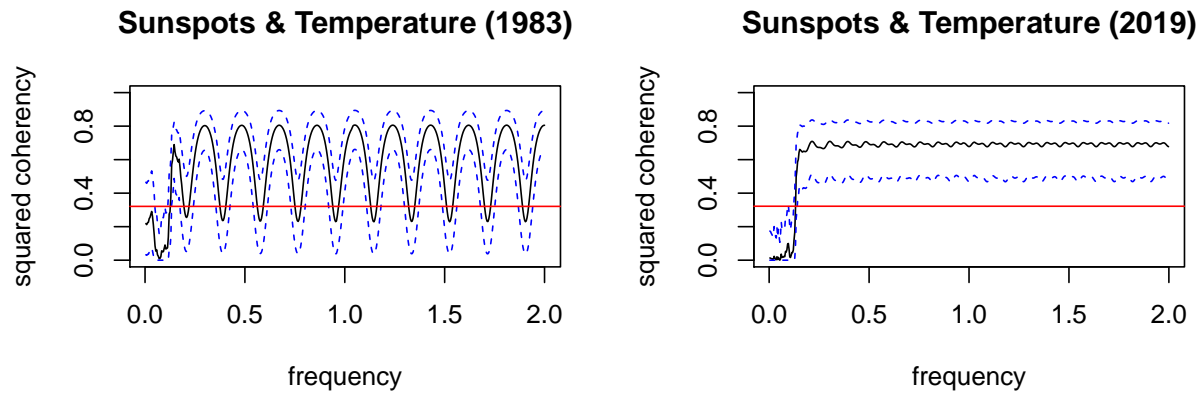 Sunspots & Temperature (1983)
squared coherency
0.8
0.4
0.0
0.0 0.5 1.0 1.5 2.0
frequency
Sunspots & Temperature (2019)
squared coherency
0.8
0.4
0.0
0.0 0.5 1.0 1.5 2.0
frequency